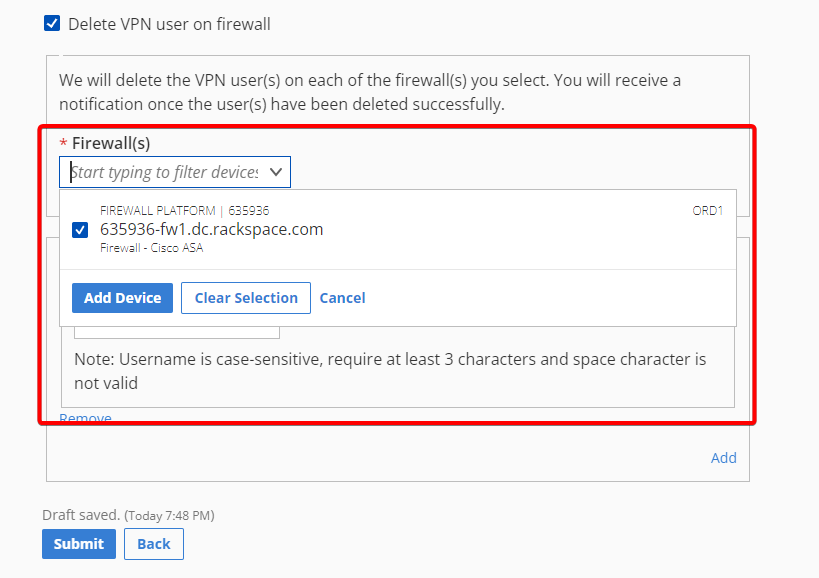 Delete VPN user on firewall
We will delete the VPN user(s) on each of the firewall(s) you select. You will receive a
notification once the user(s) have been deleted successfully.
* Firewall(s)
Start typing to filter devices
FIREWALL PLATFORM | 635936 ORD1
635936-fw1.dc.rackspace.com
Firewall - Cisco ASA
Add Device Clear Selection Cancel
Note: Username is case-sensitive, require at least 3 characters and space character is
not valid
Remove
Add
Draft saved. (Today 7:48 PM)
Submit Back